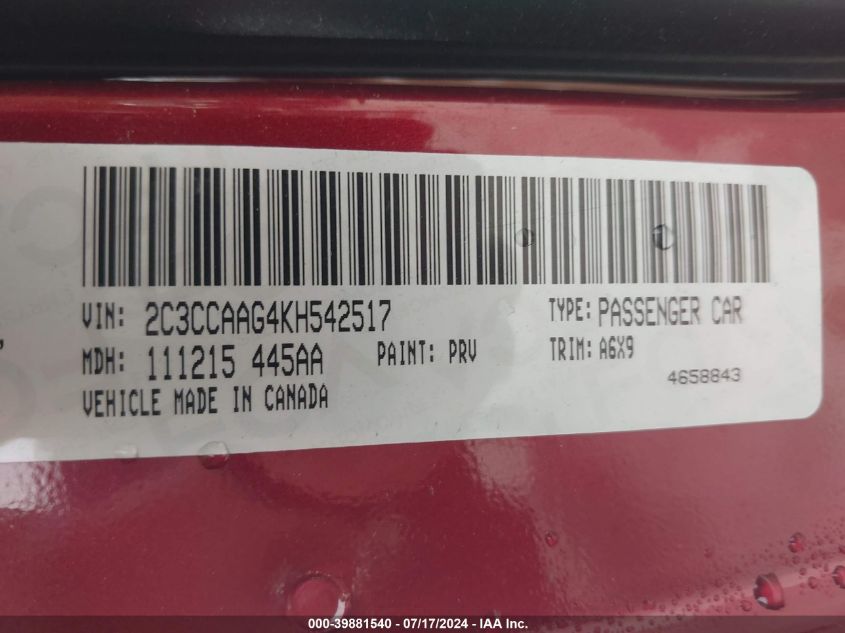 VIN: 2C3CCAAG4KH542517 TYPE: PASSENGER CAR
MDH: 111215 445AA PAINT: PRV TRIM: A6X9
VEHICLE MADE IN CANADA 4658843
000-39881540 - 07/17/2024 - IAA Inc.